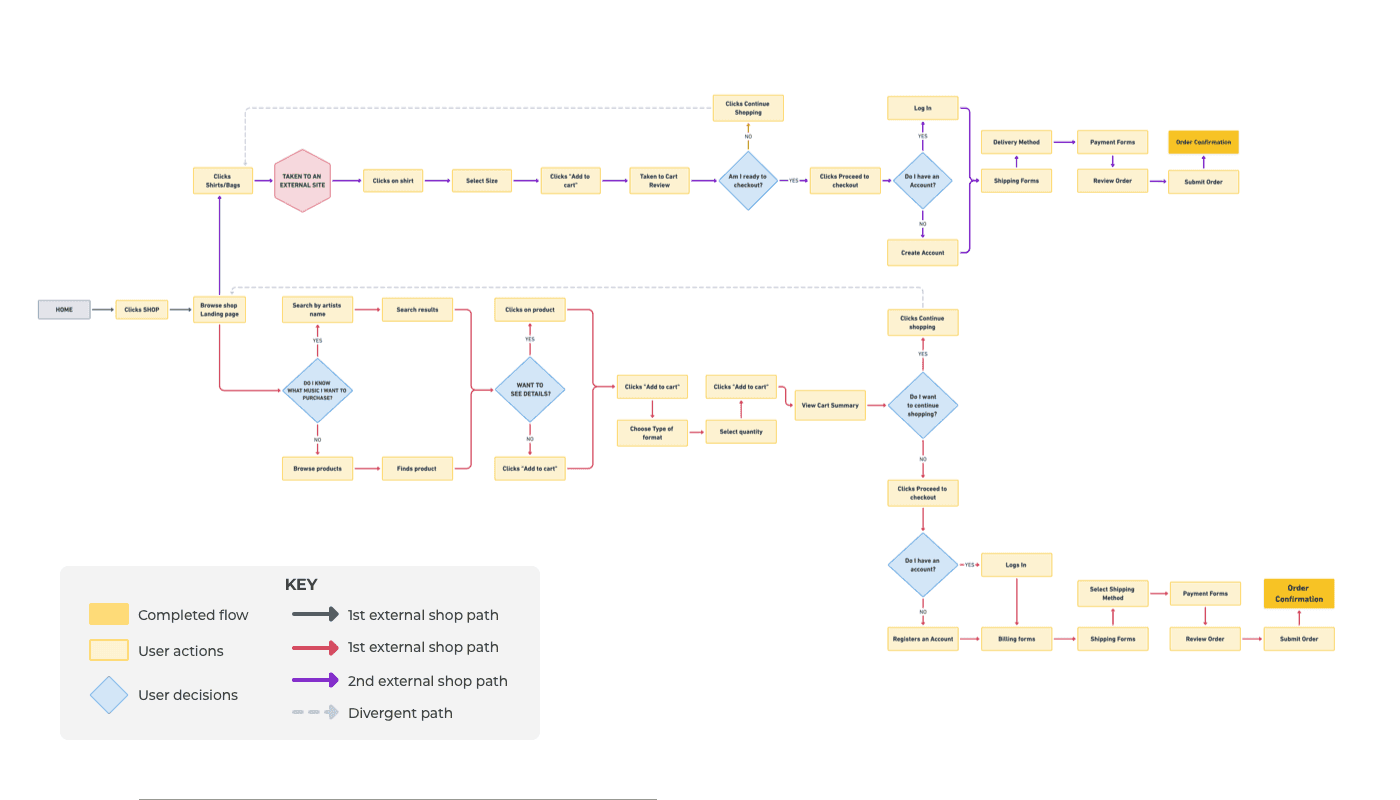 Clicks Continue
Shopping
Log In
NO
YES
Delivery Method
Payment Forms
Order Confirmation
Clicks
Shirts/Bags
TAKEN TO AN
EXTERNAL SITE
Clicks on shirt
Select Size
Clicks "Add to
cart"
Taken to Cart
Review
Am I ready to
checkout?
YES
Clicks Proceed to
checkout
Do I have an
Account?
Shipping Forms
Review Order
Submit Order
NO
Create Account
HOME
Clicks SHOP
Browse shop
Landing page
Search by artists
name
Search results
Clicks on product
Clicks Continue
shopping
YES
YES
YES
DO I KNOW
WHAT MUSIC I WANT TO
PURCHASE?
WANT TO
SEE DETAILS?
Clicks "Add to cart"
Clicks "Add to cart"
View Cart Summary
Do I want
to continue
shopping?
Choose Type of
format
Select quantity
NO
NO
NO
Browse products
Finds product
Clicks "Add to cart"
Clicks Proceed to
checkout
Do I have an
account?
YES
Logs In
NO
Select Shipping
Method
Payment Forms
Order
Confirmation
Registers an Account
Billing forms
Shipping Forms
Review Order
Submit Order
KEY
Completed flow
1st external shop path
User actions
1st external shop path
User decisions
2nd external shop path
Divergent path